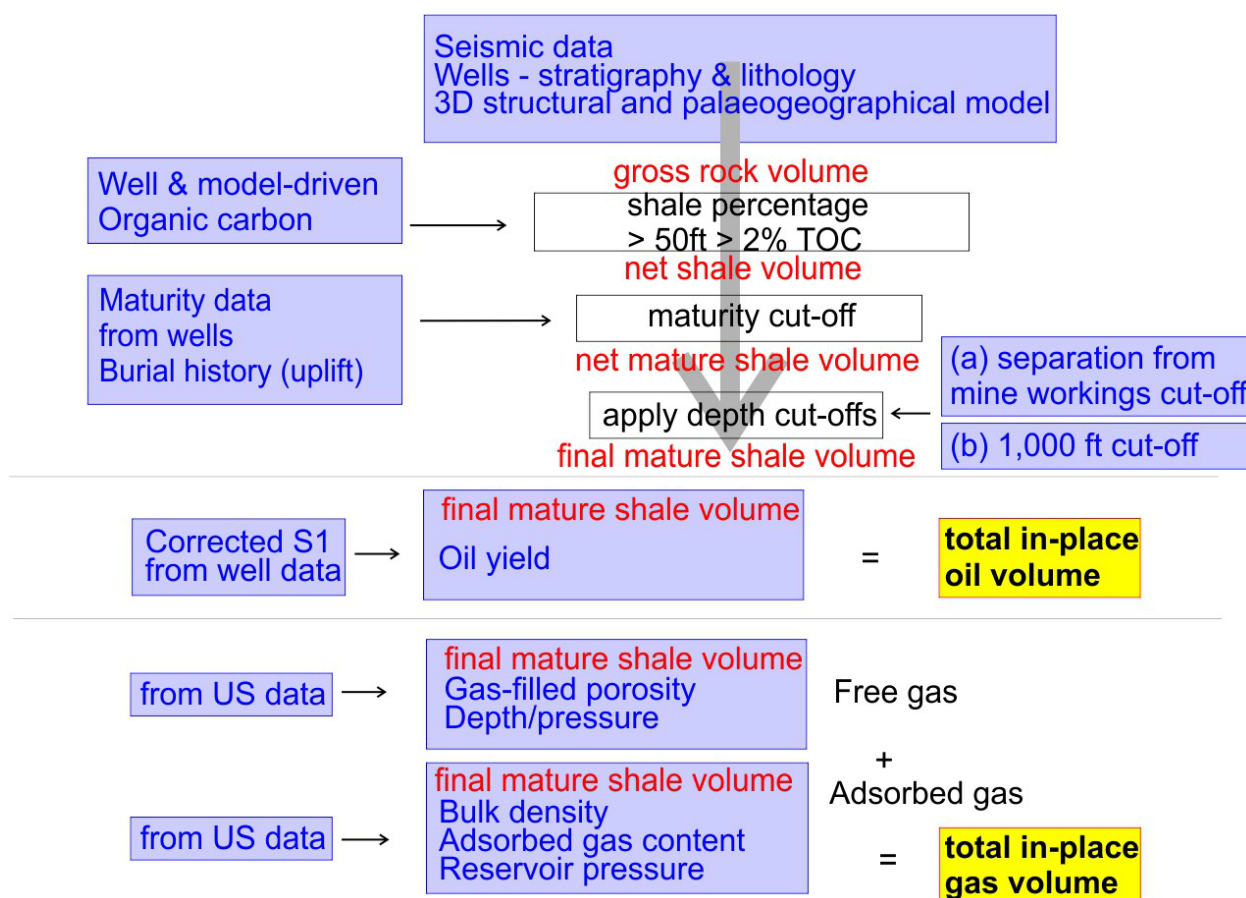 Seismic data
Wells - stratigraphy & lithology
3D structural and palaeogeographical model
gross rock volume
Well & model-driven
Organic carbon
shale percentage
> 50ft > 2% TOC
net shale volume
Maturity data
from wells
Burial history (uplift)
maturity cut-off
net mature shale volume
(a) separation from
mine workings cut-off
apply depth cut-offs
(b) 1,000 ft cut-off
final mature shale volume
Corrected S1
from well data
final mature shale volume
Oil yield
=
total in-place
oil volume
from US data
final mature shale volume
Gas-filled porosity
Depth/pressure
Free gas
+
from US data
final mature shale volume
Bulk density
Adsorbed gas content
Reservoir pressure
Adsorbed gas
=
total in-place
gas volume